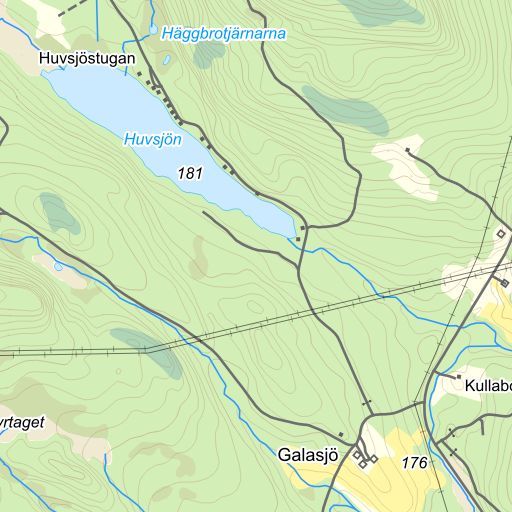 Häggbrotjärnarna
Huvsjöstugan
Huvsjön
181
Kullabo
yrtaget
Galasjö
176